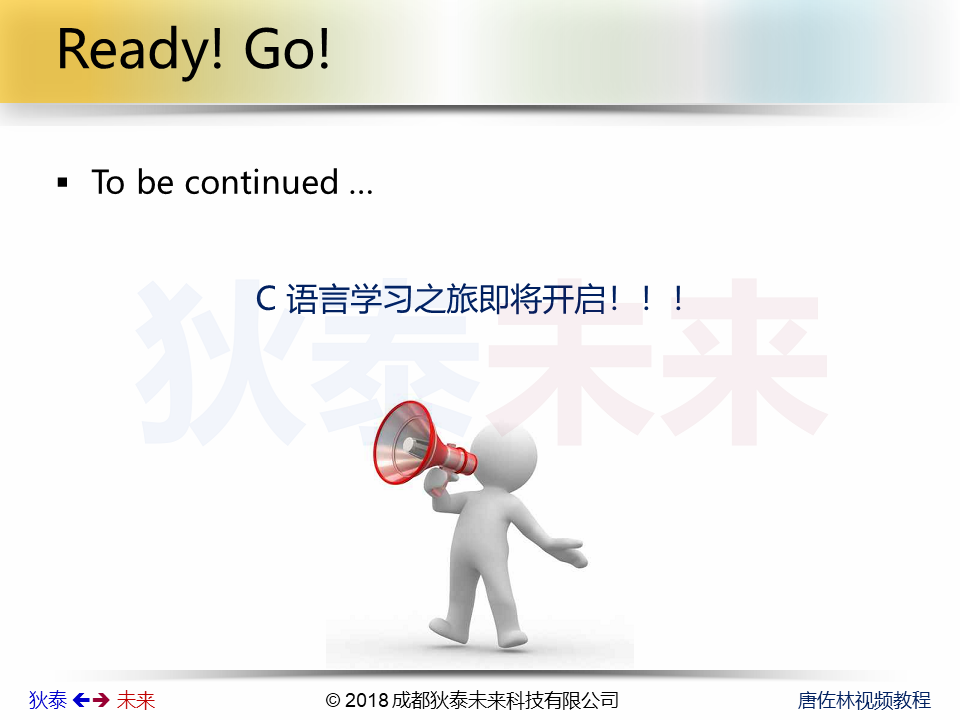 Ready! Go!
▪ To be continued …
C 语言学习之旅即将开启！！！
狄泰未来
狄泰 🡸🡺 未来
© 2018 成都狄泰未来科技有限公司
唐佐林视频教程